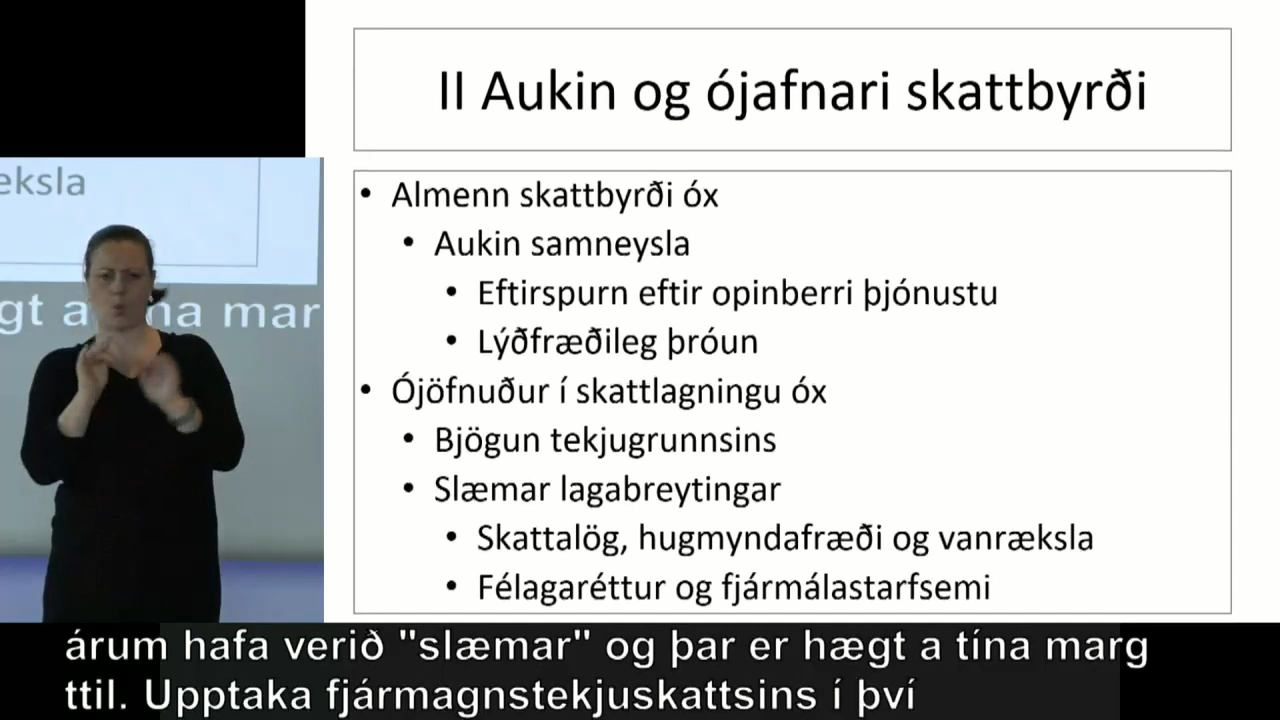 II Aukin og ójafnari skattbyrði
• Almenn skattbyrði óx
• Aukin samneysla
• Eftirspurn eftir opinberri þjónustu
• Lýðfræðileg þróun
• Ójöfnuður í skattlagningu óx
• Bjögun tekjugrunnsins
• Slæmar lagabreytingar
• Skattalög, hugmyndafræði og vanræksla
• Félagaréttur og fjármálastarfsemi
eksla
gt a na mar
árum hafa verið "slæmar" og þar er hægt a tína marg
ttil. Upptaka fjármagnstekjuskattsins í því